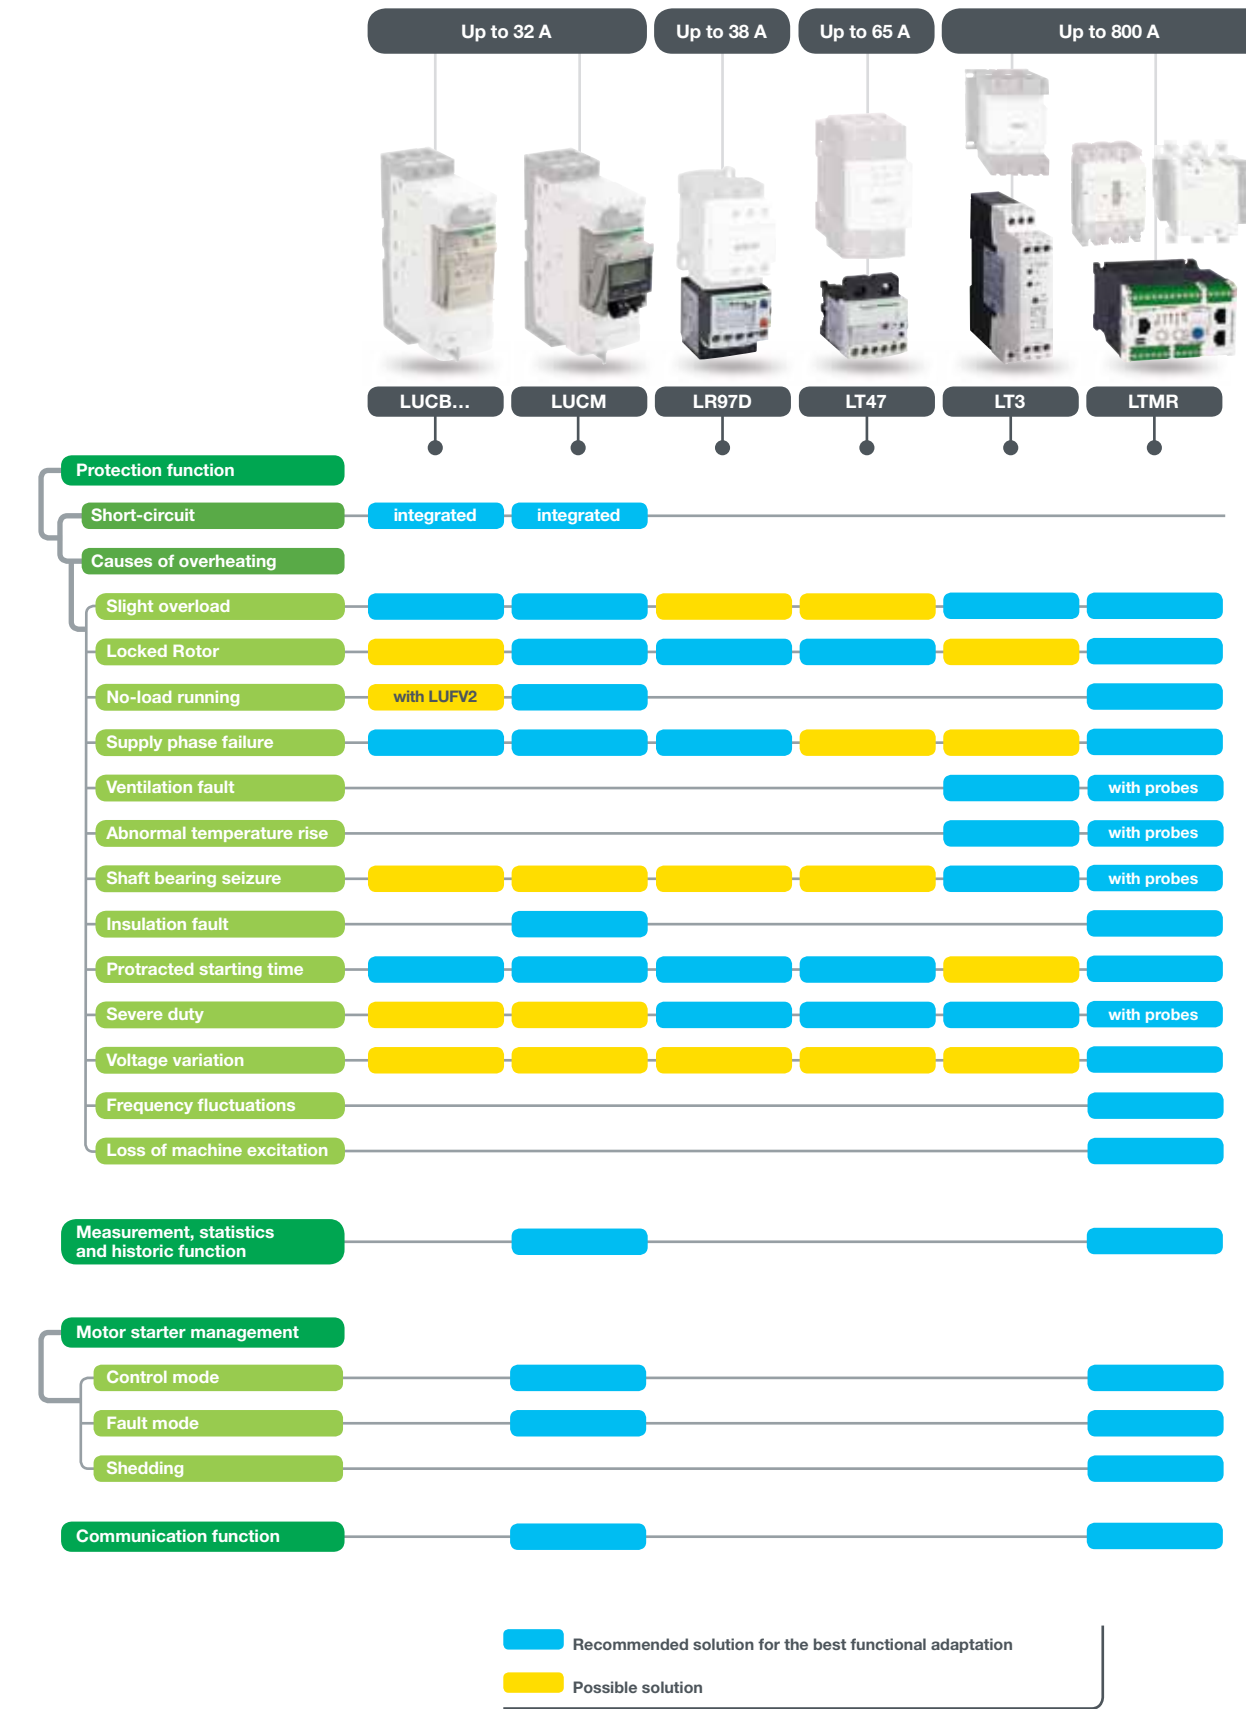 Up to 32 A
Up to 38 A
Up to 65 A
Up to 800 A
LUCB...
LUCM
LR97D
LT47
LT3
LTMR
Protection function
Short-circuit
integrated
integrated
Causes of overheating
Slight overload
Locked Rotor
No-load running
with LUFV2
Supply phase failure
Ventilation fault
with probes
Abnormal temperature rise
with probes
Shaft bearing seizure
with probes
Insulation fault
Protracted starting time
Severe duty
with probes
Voltage variation
Frequency fluctuations
Loss of machine excitation
Measurement, statistics
and historic function
Motor starter management
Control mode
Fault mode
Shedding
Communication function
Recommended solution for the best functional adaptation
Possible solution